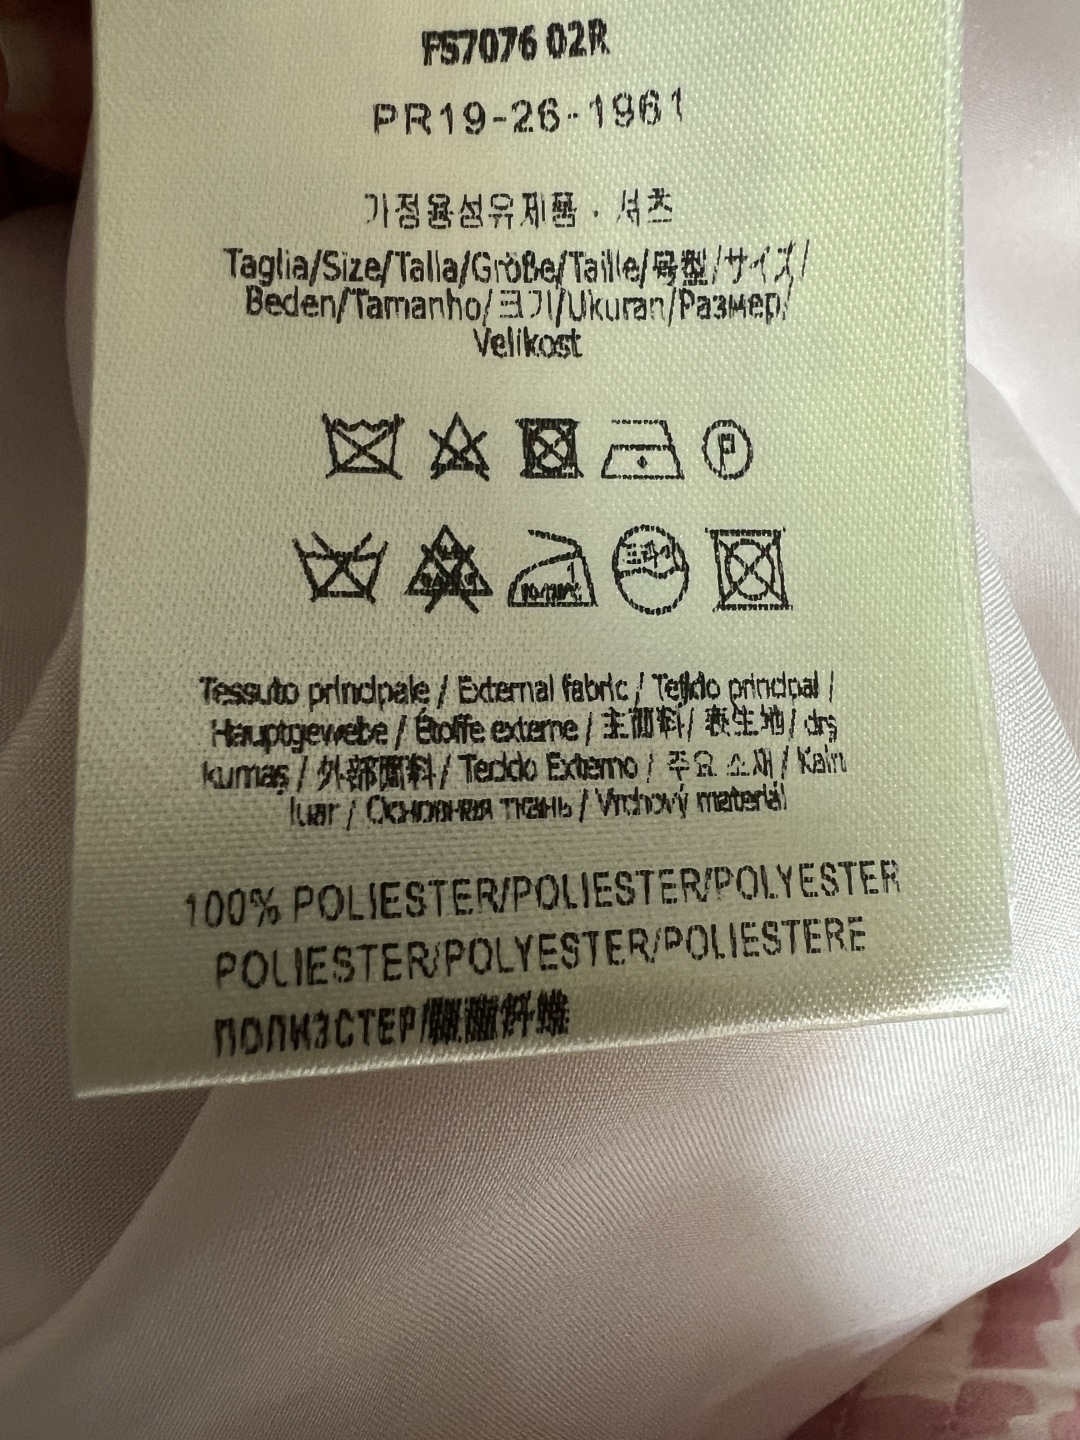 FS7076 02R
PR19-26-1961
가정용섬유제품 · 셔츠
Taglia/Size/Talla/Größe/Taille/号型/サイズ/
Beden/Tamanho/크기/Ukuran/Размер/
Velikost
P
Tessuto principale / External fabric / Tejido principal /
Hauptgewebe / Étoffe externe / 主面料/ 表生地/ dış
kumaş / 外部面料/ Tecido Externo / 주요 소재 / Kain
luar / Основная ткань / Vrchový materiál
100% POLIESTER/POLIESTER/POLYESTER
POLIESTER/POLYESTER/POLIESTERE
ПОЛИЭСТЕР/